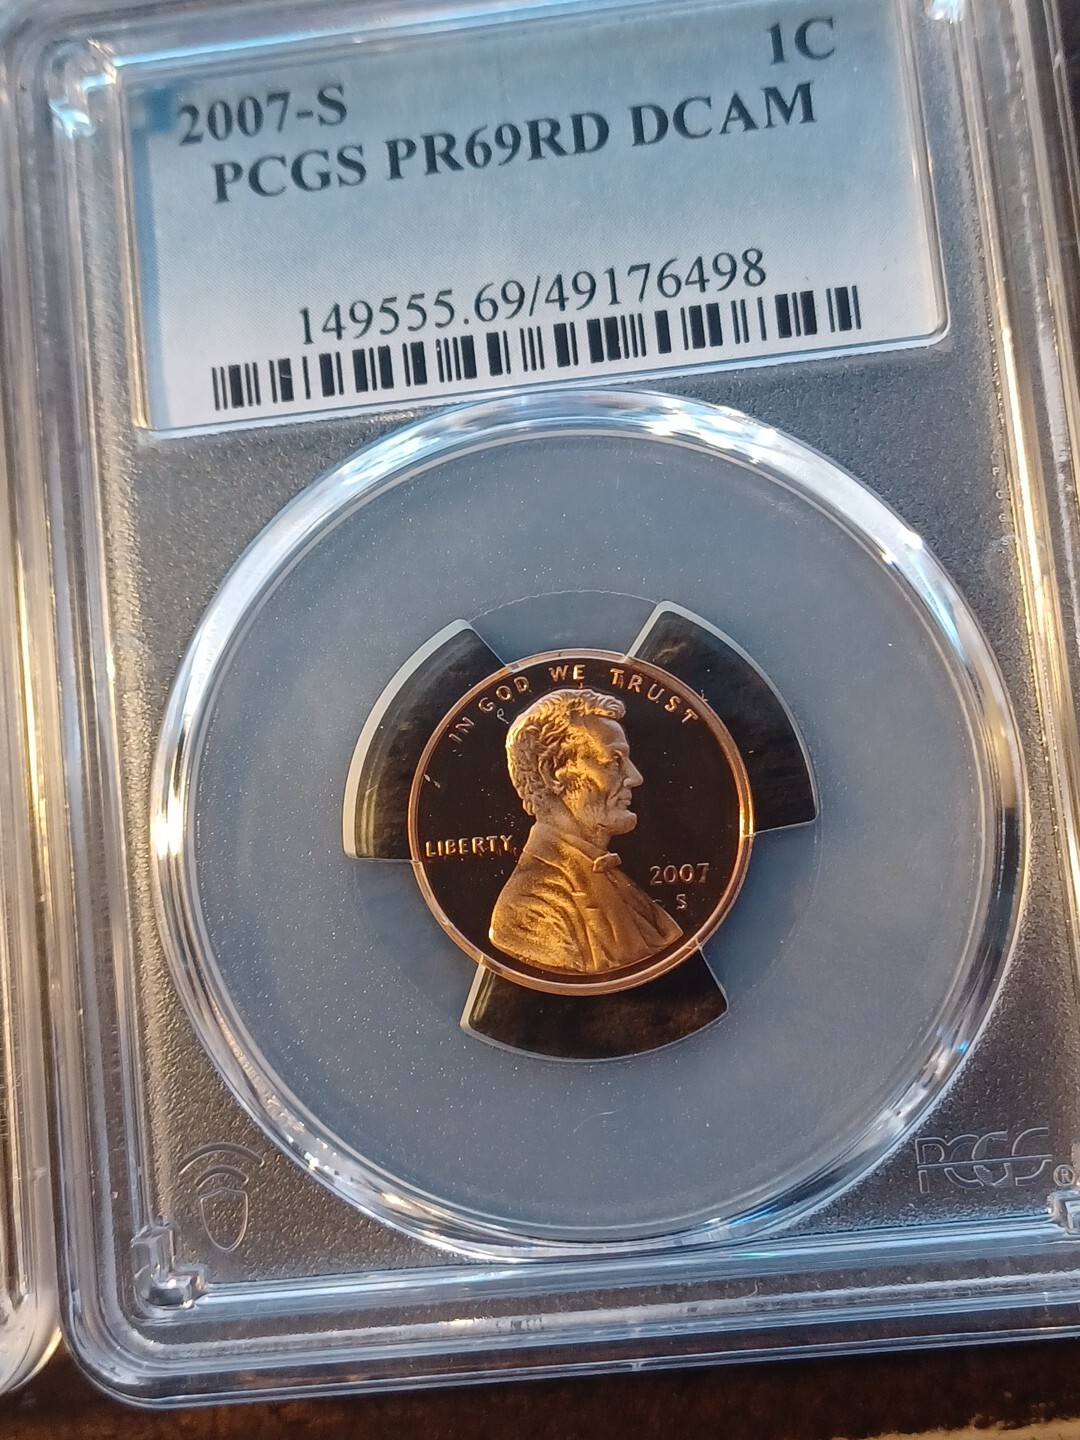 2007-S 1C
PCGS PR69RD DCAM
149555.69/49176498
IN GOD WE TRUST
LIBERTY
2007
S
PCGS®